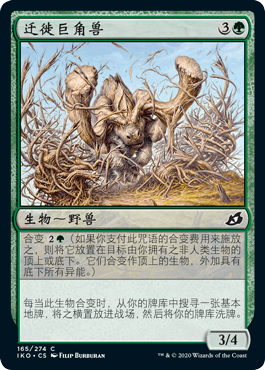 迁徙巨角兽 3
生物～野兽
合变 2(如果你支付此咒语的合变费用来施放
之,则将它放置在目标由你拥有之非人类生物的
顶上或底下。它们合变作顶上的生物,外加具有
底下所有异能。)
每当此生物合变时,从你的牌库中搜寻一张基本
地牌,将之横置放进战场,然后将你的牌库洗牌。
3/4
165/274 C
IKO • CS FILIP BURBURAN
™ & © 2020 Wizards of the Coast